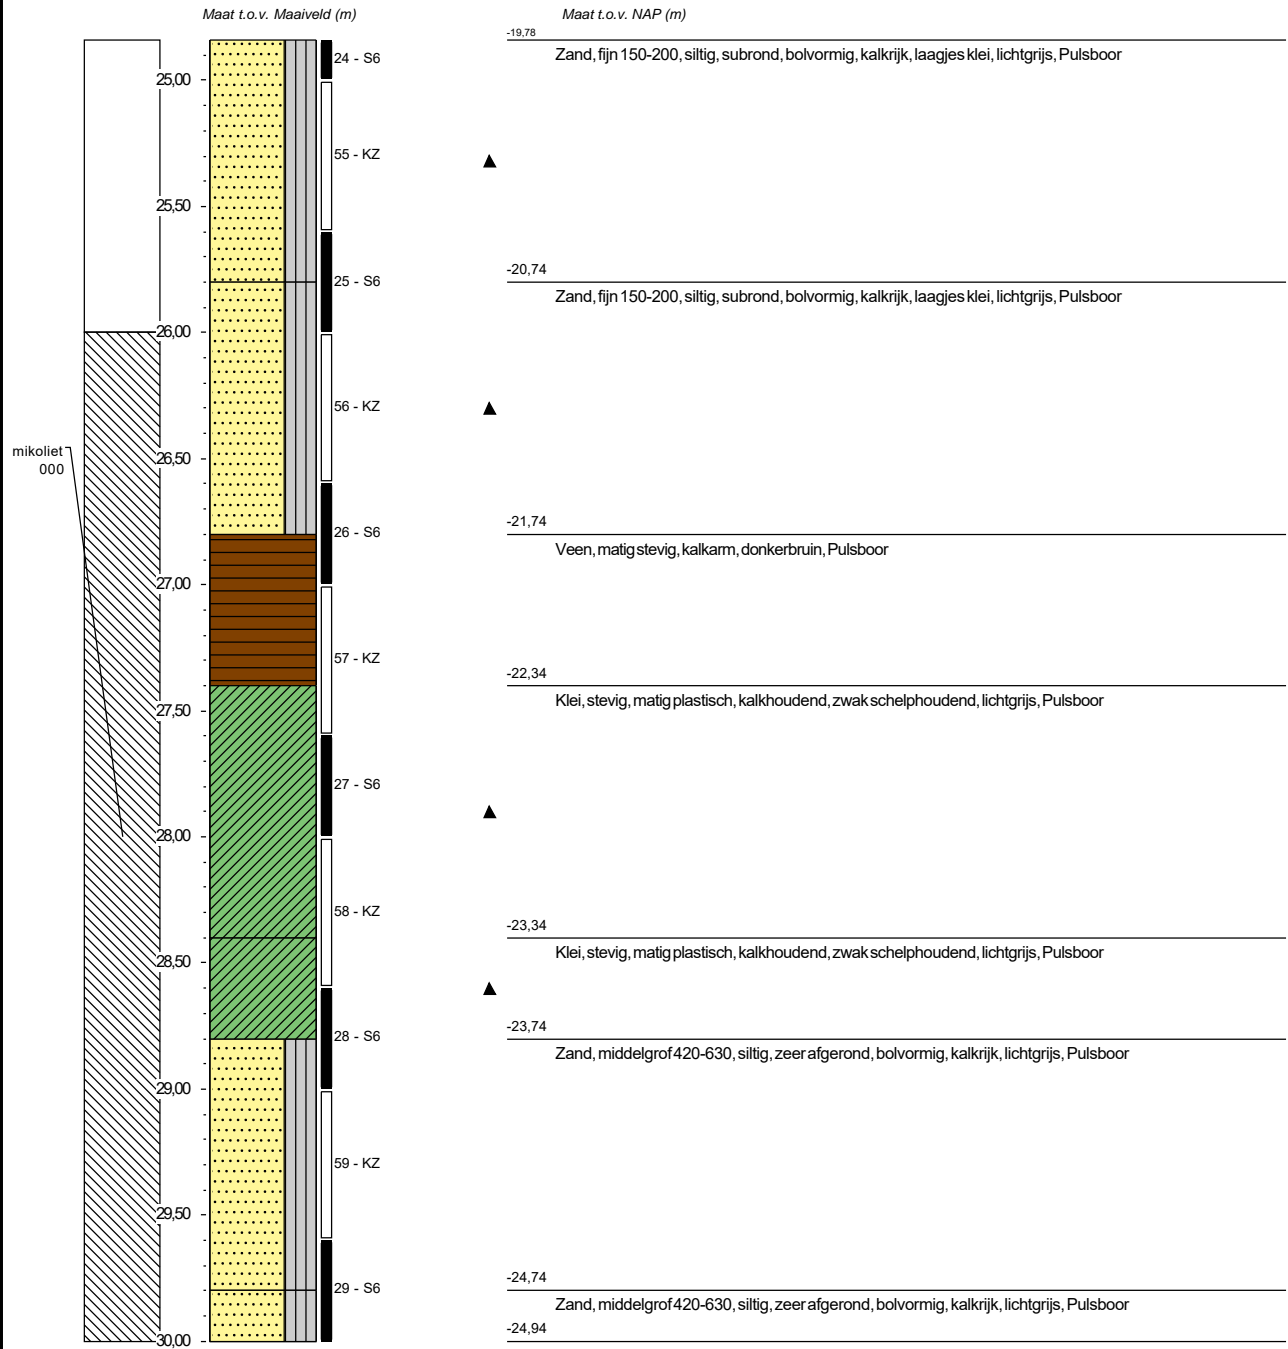 Maat t.o.v. Maaiveld (m)
Maat t.o.v. NAP (m)
-19,78
Zand, fijn 150-200, siltig, subrond, bolvormig, kalkrijk, laagjes klei, lichtgrijs, Pulsboor
24 - S6
25,00
55 - KZ
25,50
-20,74
25 - S6
Zand, fijn 150-200, siltig, subrond, bolvormig, kalkrijk, laagjes klei, lichtgrijs, Pulsboor
26,00
56 - KZ
mikoliet
000
26,50
-21,74
26 - S6
Veen, matig stevig, kalkarm, donkerbruin, Pulsboor
27,00
57 - KZ
-22,34
Klei, stevig, matig plastisch, kalkhoudend, zwak schelphoudend, lichtgrijs, Pulsboor
27,50
27 - S6
28,00
58 - KZ
-23,34
Klei, stevig, matig plastisch, kalkhoudend, zwak schelphoudend, lichtgrijs, Pulsboor
28,50
-23,74
28 - S6
Zand, middelgrof 420-630, siltig, zeer afgerond, bolvormig, kalkrijk, lichtgrijs, Pulsboor
29,00
59 - KZ
29,50
-24,74
29 - S6
Zand, middelgrof 420-630, siltig, zeer afgerond, bolvormig, kalkrijk, lichtgrijs, Pulsboor
-24,94
30,00